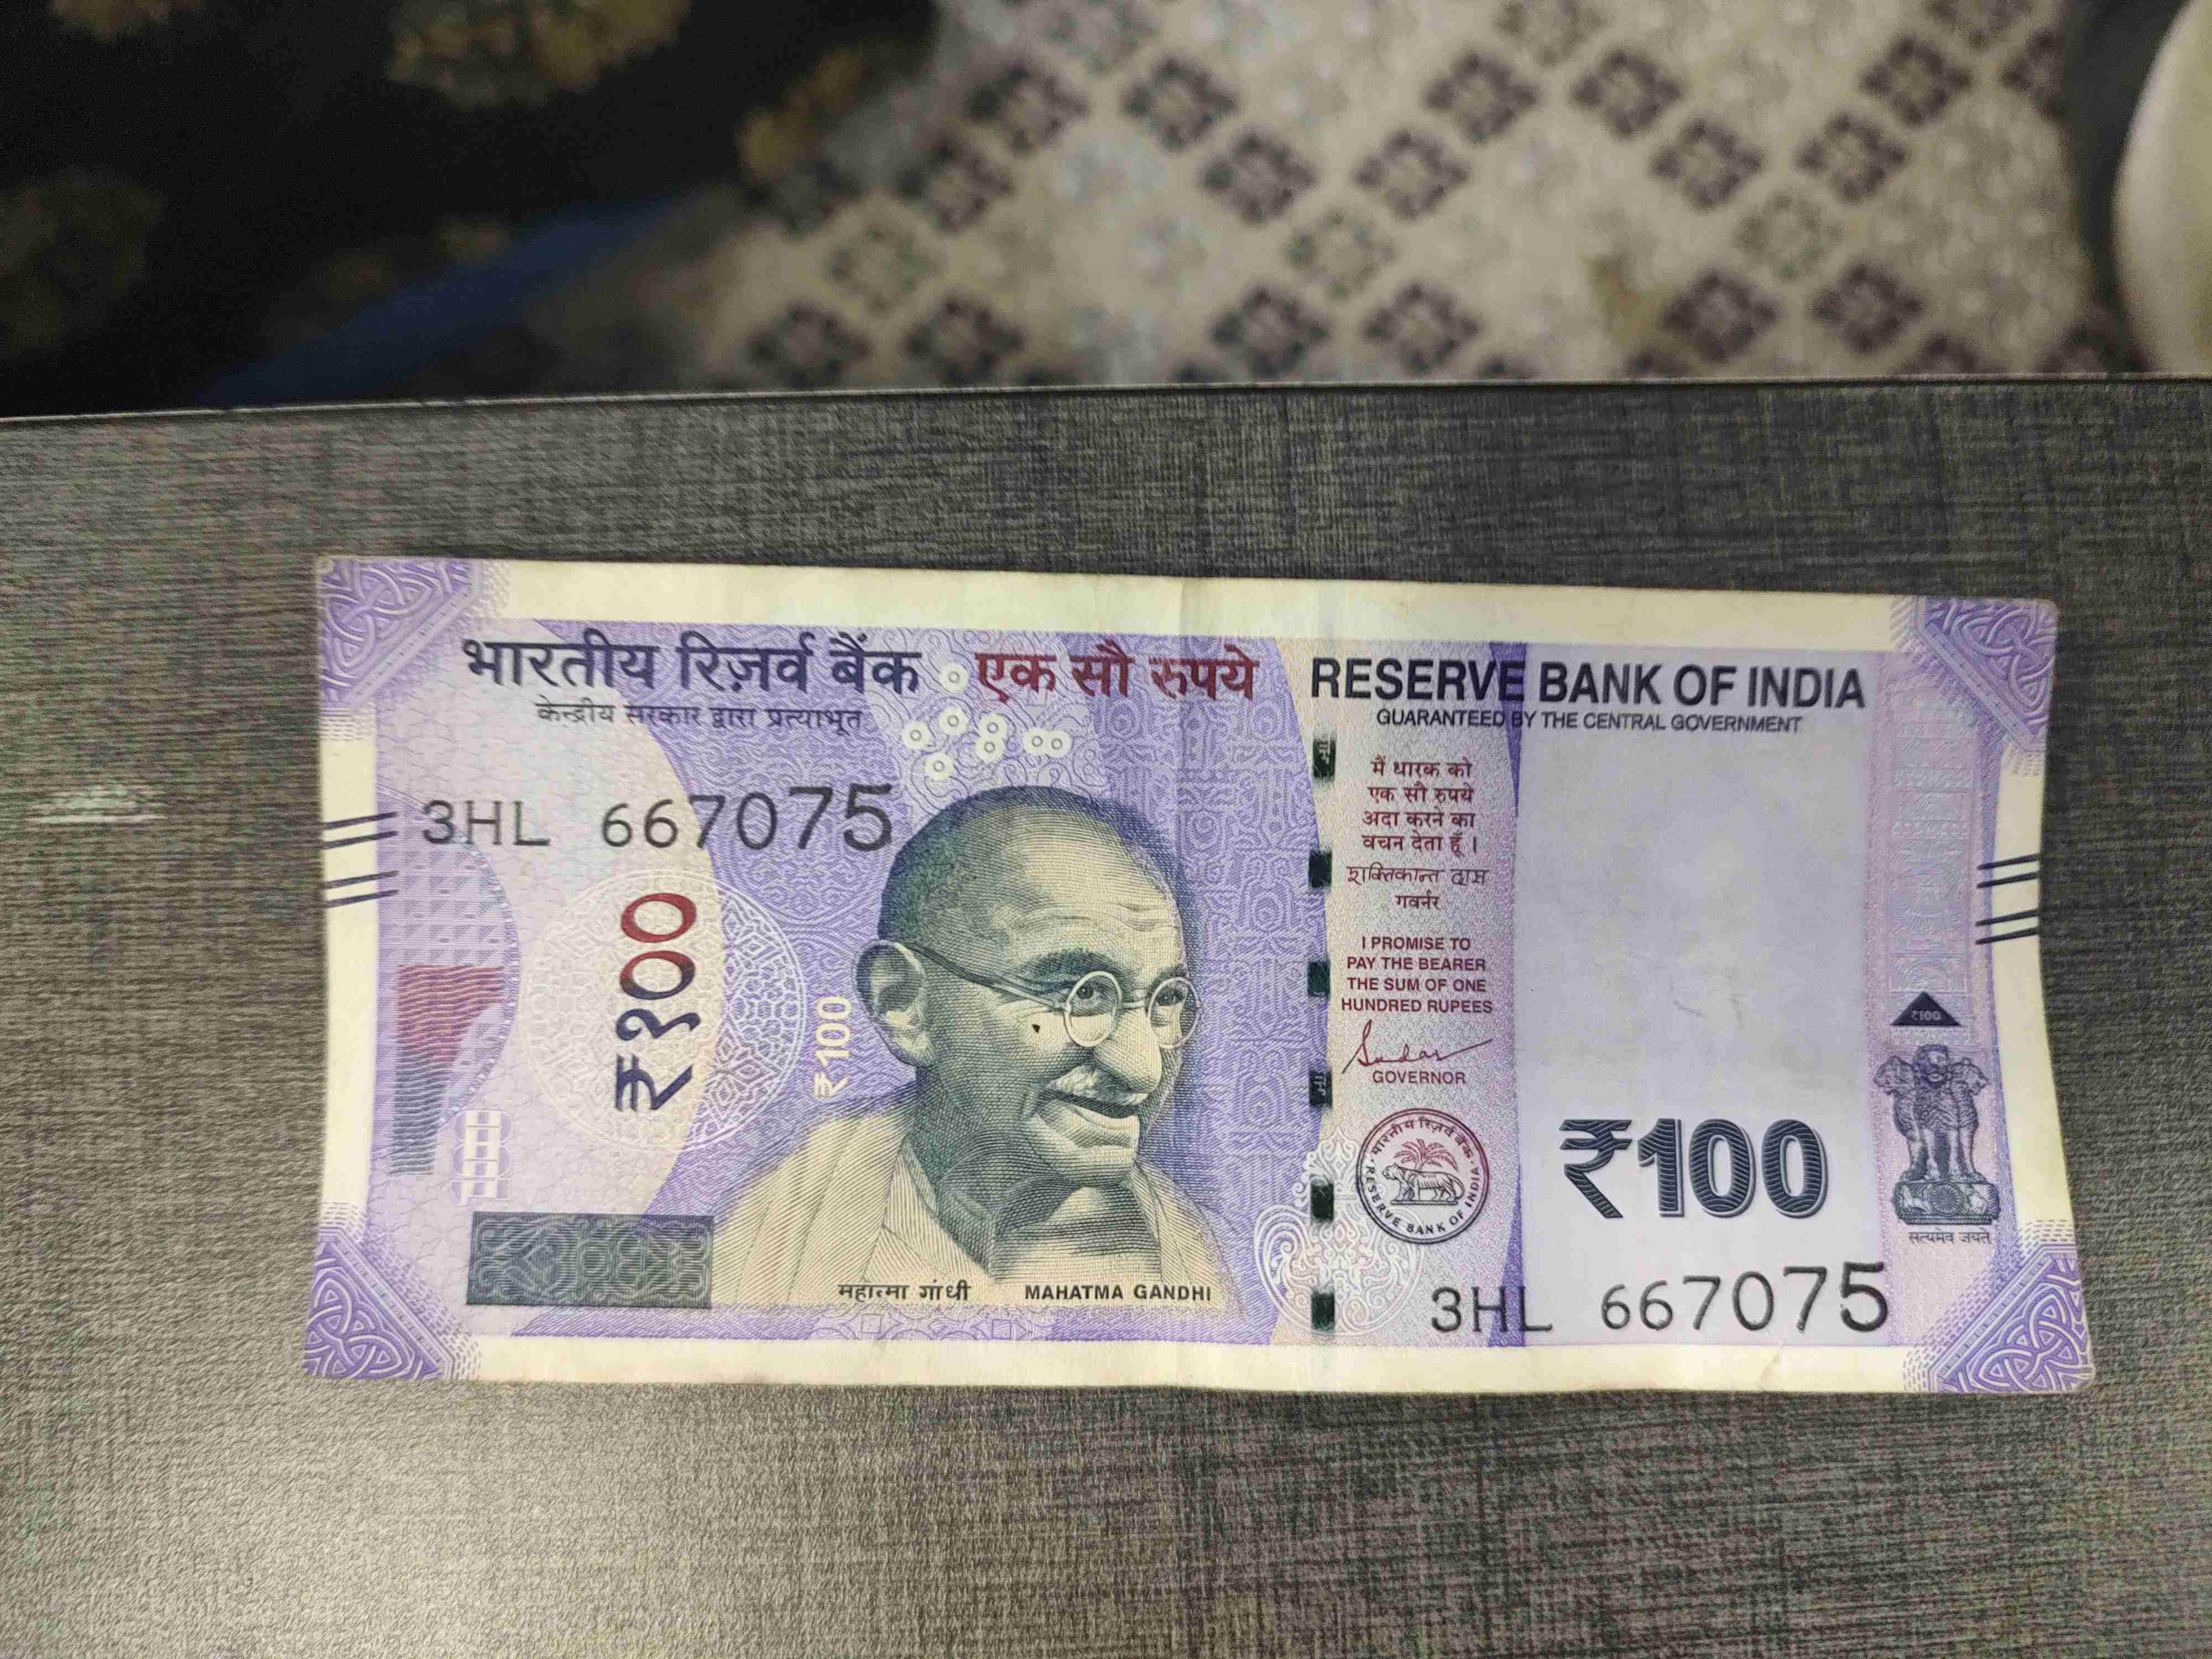 भारतीय रिज़र्व बैंक एक सौ रुपये
केन्द्रीय सरकार द्वारा प्रत्याभूत
3HL 667075
₹१००
₹100
महात्मा गांधी MAHATMA GANDHI
RESERVE BANK OF INDIA
GUARANTEED BY THE CENTRAL GOVERNMENT
मैं धारक को
एक सौ रुपये
अदा करने का
वचन देता हूँ।
शक्तिकान्त दास
गवर्नर
I PROMISE TO
PAY THE BEARER
THE SUM OF ONE
HUNDRED RUPEES
GOVERNOR
भारतीय रिज़र्व बैंक
RESERVE BANK OF INDIA
₹100
₹100
सत्यमेव जयते
3HL 667075